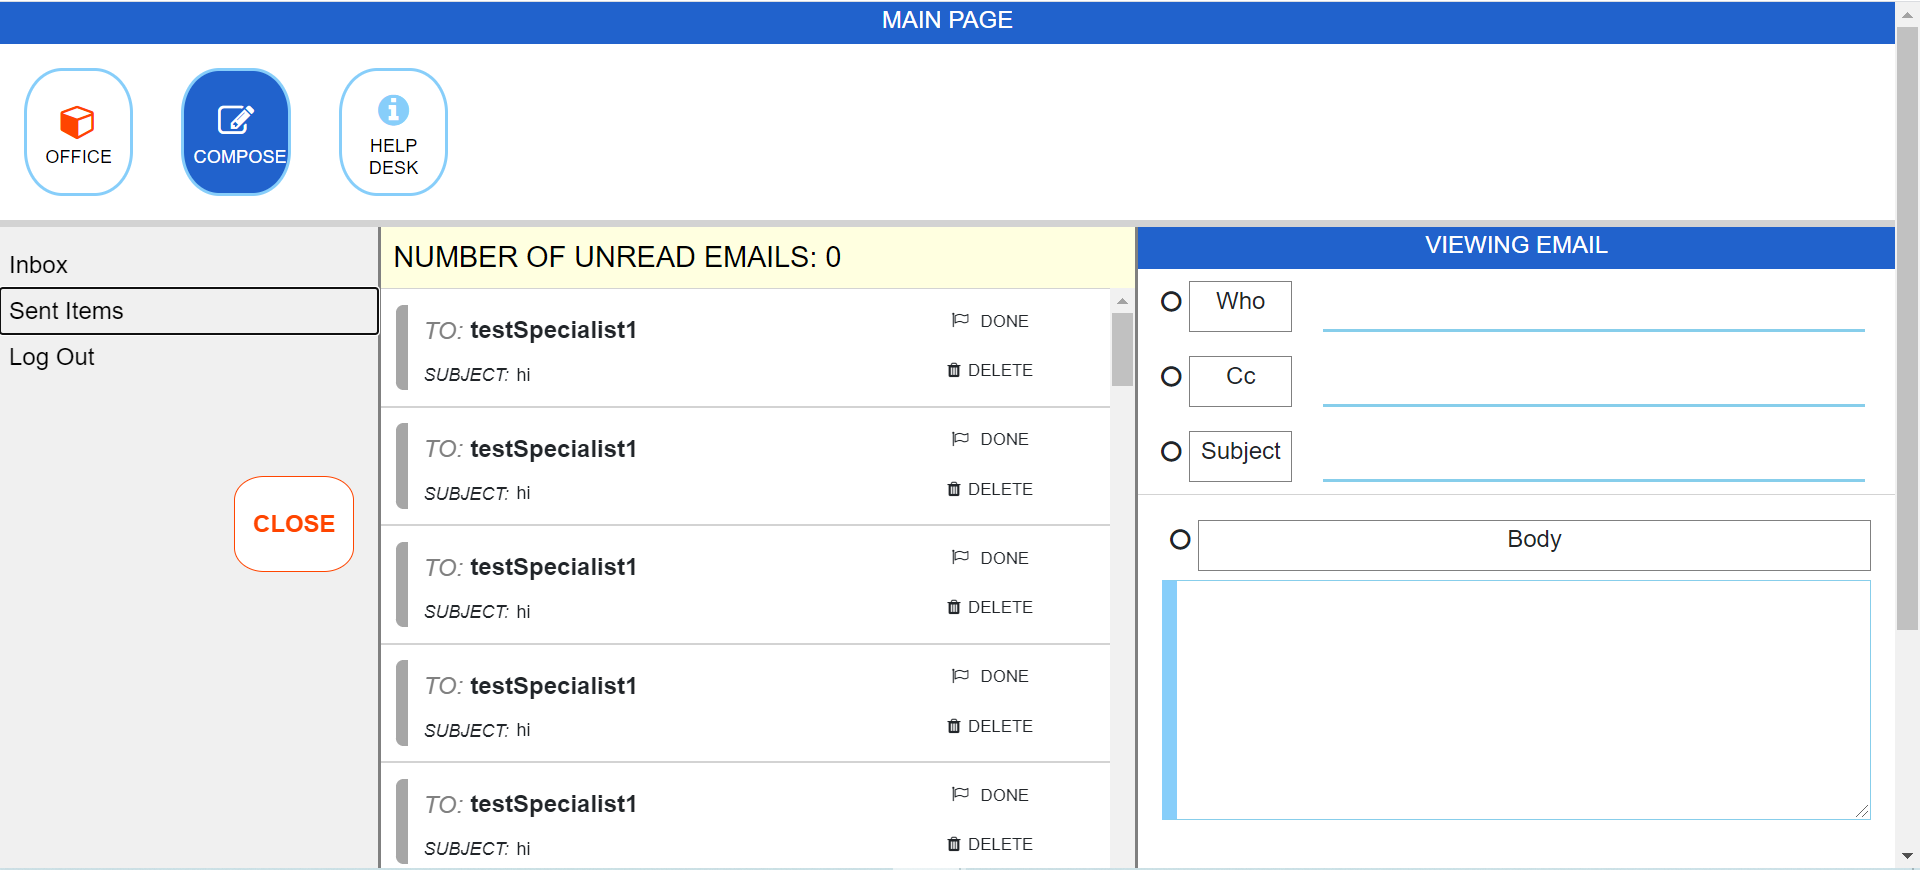 MAIN PAGE
OFFICE
COMPOSE
HELP
DESK
Inbox
Sent Items
Log Out
CLOSE
NUMBER OF UNREAD EMAILS: 0
TO: testSpecialist1
DONE
SUBJECT: hi
DELETE
TO: testSpecialist1
DONE
SUBJECT: hi
DELETE
TO: testSpecialist1
DONE
SUBJECT: hi
DELETE
TO: testSpecialist1
DONE
SUBJECT: hi
DELETE
TO: testSpecialist1
DONE
SUBJECT: hi
DELETE
VIEWING EMAIL
Who
Cc
Subject
Body